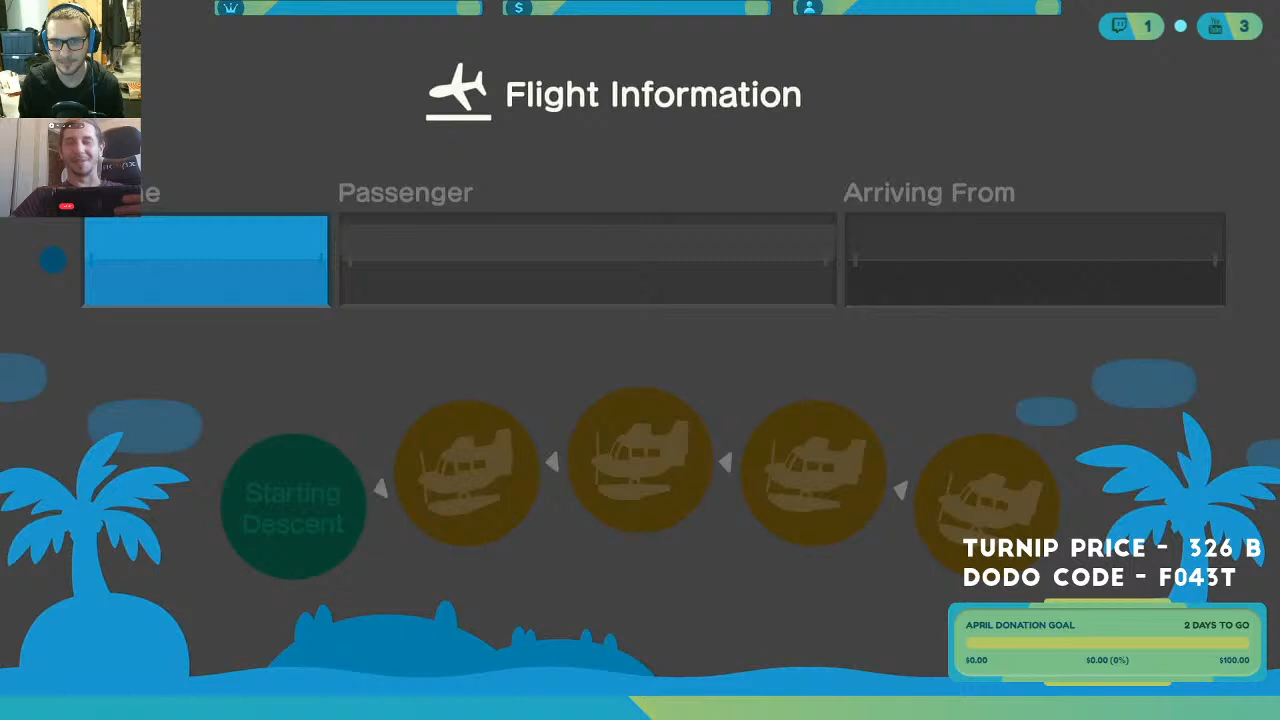 1
3
Flight Information
Passenger
Arriving From
Starting
Descent
TURNIP PRICE - 326 B
DODO CODE - F043T
APRIL DONATION GOAL
2 DAYS TO GO
$0.00
$0.00 (0%)
$100.00